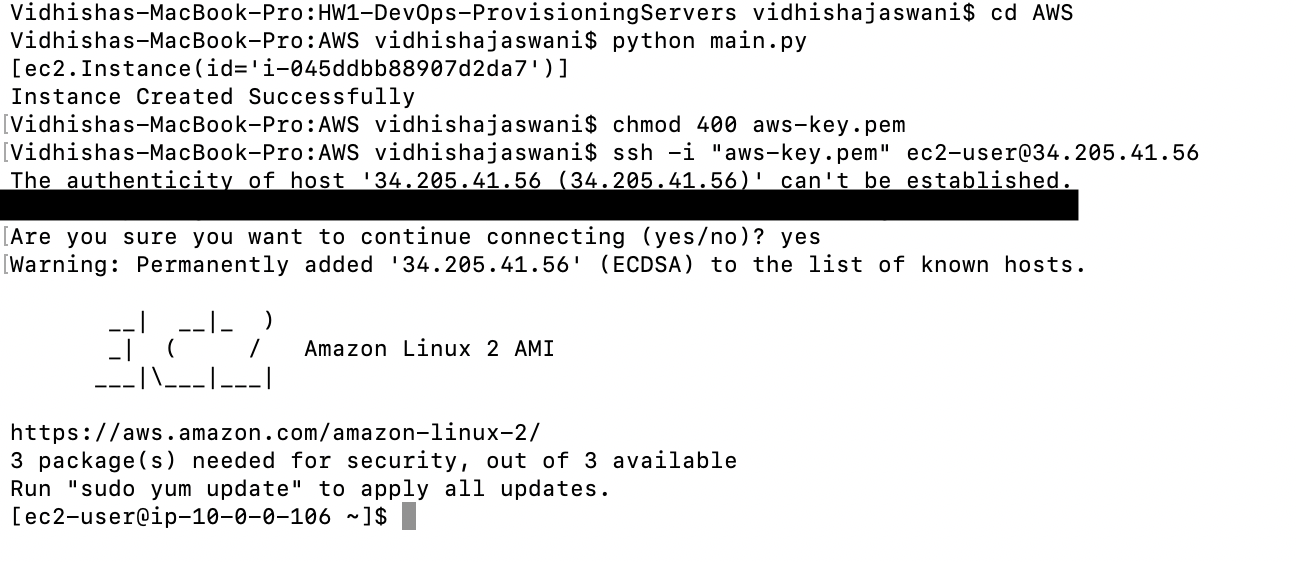 Vidhishas-MacBook-Pro:HW1-DevOps-ProvisioningServers vidhishajaswani$ cd AWS
Vidhishas-MacBook-Pro:AWS vidhishajaswani$ python main.py
[ec2.Instance(id='i-045ddbb88907d2da7')]
Instance Created Successfully
[Vidhishas-MacBook-Pro:AWS vidhishajaswani$ chmod 400 aws-key.pem
[Vidhishas-MacBook-Pro:AWS vidhishajaswani$ ssh -i "aws-key.pem" ec2-user@34.205.41.56
The authenticity of host '34.205.41.56 (34.205.41.56)' can't be established.
[Are you sure you want to continue connecting (yes/no)? yes
[Warning: Permanently added '34.205.41.56' (ECDSA) to the list of known hosts.
       __|  __|_  )
       _|  (     /   Amazon Linux 2 AMI
      ___|\___|___|
https://aws.amazon.com/amazon-linux-2/
3 package(s) needed for security, out of 3 available
Run "sudo yum update" to apply all updates.
[ec2-user@ip-10-0-0-106 ~]$